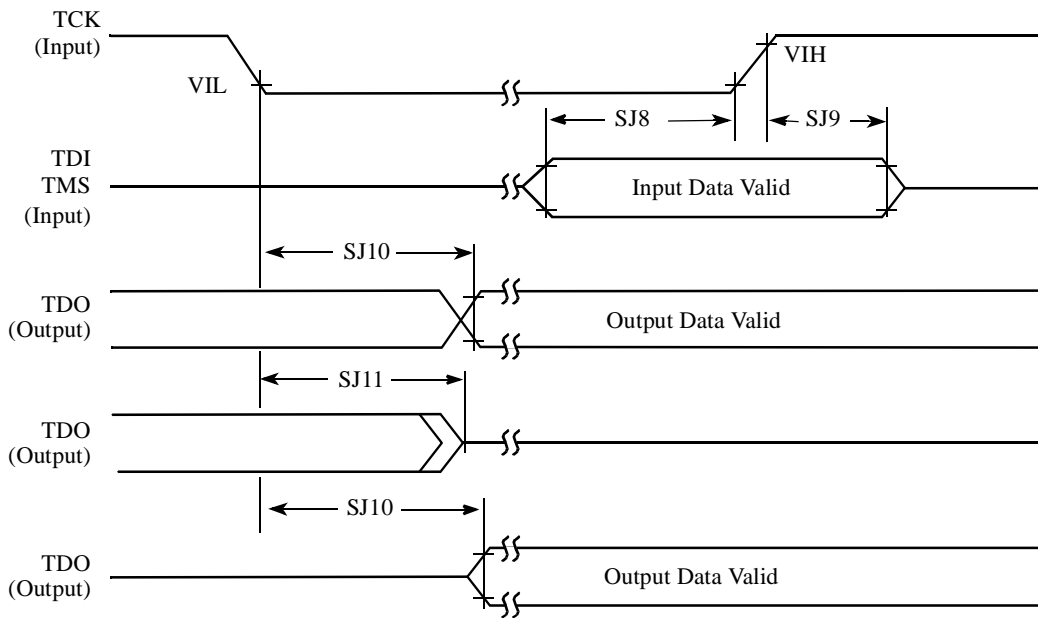 TCK
(Input)
VIL
VIH
SJ8
SJ9
TDI
TMS
(Input)
Input Data Valid
SJ10
TDO
(Output)
Output Data Valid
SJ11
TDO
(Output)
SJ10
TDO
(Output)
Output Data Valid